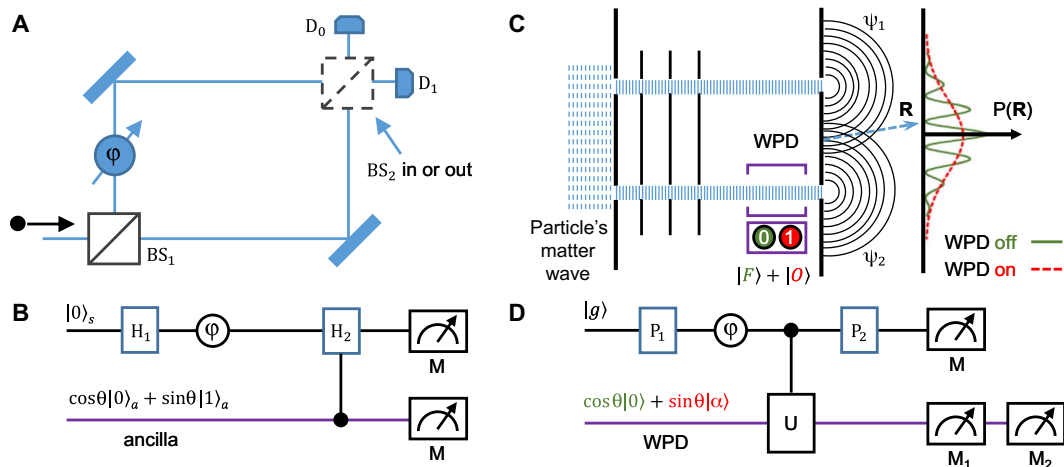 A
D₀
D₁
φ
BS₂ in or out
BS₁
B
|0⟩ₛ
H₁
φ
H₂
M
cosθ|0⟩ₐ + sinθ|1⟩ₐ
ancilla
M
C
ψ₁
R
P(R)
WPD
Particle's
matter
wave
0 1
|F⟩ + |O⟩
ψ₂
WPD off
WPD on
D
|g⟩
P₁
φ
P₂
M
cosθ|0⟩ + sinθ|α⟩
WPD
U
M₁
M₂